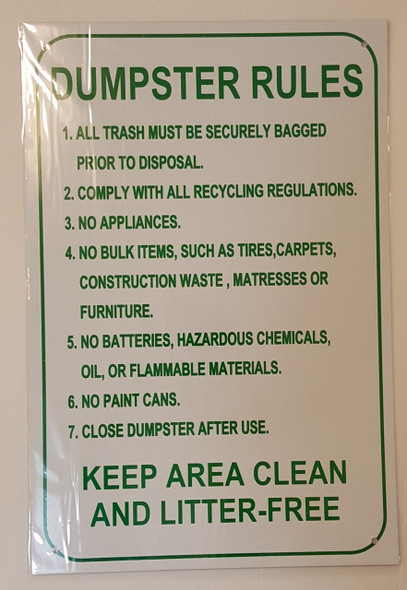 DUMPSTER RULES
1. ALL TRASH MUST BE SECURELY BAGGED
PRIOR TO DISPOSAL.
2. COMPLY WITH ALL RECYCLING REGULATIONS.
3. NO APPLIANCES.
4. NO BULK ITEMS, SUCH AS TIRES,CARPETS,
CONSTRUCTION WASTE , MATRESSES OR
FURNITURE.
5. NO BATTERIES, HAZARDOUS CHEMICALS,
OIL, OR FLAMMABLE MATERIALS.
6. NO PAINT CANS.
7. CLOSE DUMPSTER AFTER USE.
KEEP AREA CLEAN
AND LITTER-FREE